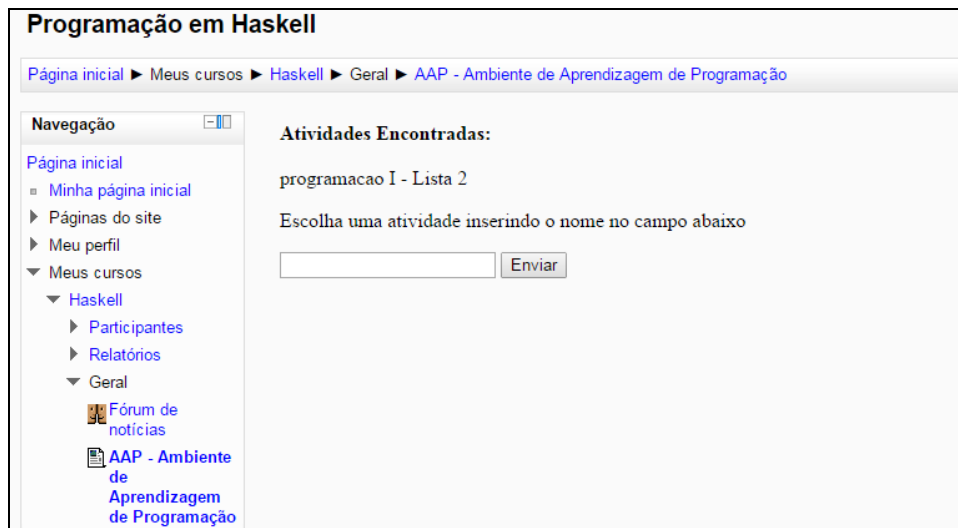 Programação em Haskell
Página inicial ► Meus cursos ► Haskell ► Geral ► AAP - Ambiente de Aprendizagem de Programação
Navegação
Página inicial
Minha página inicial
Páginas do site
Meu perfil
Meus cursos
Haskell
Participantes
Relatórios
Geral
Fórum de
notícias
AAP - Ambiente
de
Aprendizagem
de Programação
Atividades Encontradas:
programacao I - Lista 2
Escolha uma atividade inserindo o nome no campo abaixo
Enviar